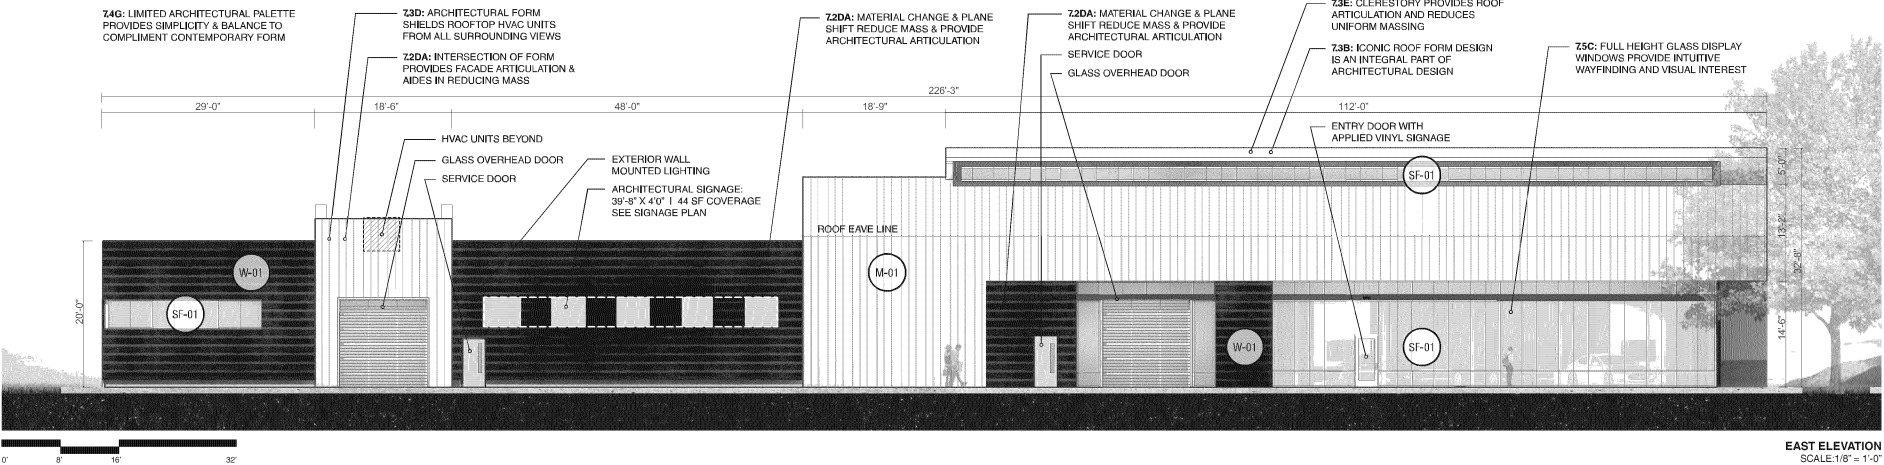 7.4G: LIMITED ARCHITECTURAL PALETTE
PROVIDES SIMPLICITY & BALANCE TO
COMPLIMENT CONTEMPORARY FORM
7.3D: ARCHITECTURAL FORM
SHIELDS ROOFTOP HVAC UNITS
FROM ALL SURROUNDING VIEWS
7.2DA: INTERSECTION OF FORM
PROVIDES FACADE ARTICULATION &
AIDES IN REDUCING MASS
7.2DA: MATERIAL CHANGE & PLANE
SHIFT REDUCE MASS & PROVIDE
ARCHITECTURAL ARTICULATION
7.2DA: MATERIAL CHANGE & PLANE
SHIFT REDUCE MASS & PROVIDE
ARCHITECTURAL ARTICULATION
SERVICE DOOR
GLASS OVERHEAD DOOR
7.3E: CLERESTORY PROVIDES ROOF
ARTICULATION AND REDUCES
UNIFORM MASSING
7.3B: ICONIC ROOF FORM DESIGN
IS AN INTEGRAL PART OF
ARCHITECTURAL DESIGN
7.5C: FULL HEIGHT GLASS DISPLAY
WINDOWS PROVIDE INTUITIVE
WAYFINDING AND VISUAL INTEREST
226'-3"
29'-0"
18'-6"
48'-0"
18'-9"
112'-0"
HVAC UNITS BEYOND
GLASS OVERHEAD DOOR
SERVICE DOOR
EXTERIOR WALL
MOUNTED LIGHTING
ARCHITECTURAL SIGNAGE:
39'-8" X 4'0" | 44 SF COVERAGE
SEE SIGNAGE PLAN
ENTRY DOOR WITH
APPLIED VINYL SIGNAGE
ROOF EAVE LINE
SF-01
5'-0"
13'-2"
32'-8"
14'-6"
20'-0"
W-01
SF-01
M-01
W-01
SF-01
0'
8'
16'
32'
EAST ELEVATION
SCALE:1/8" = 1'-0"